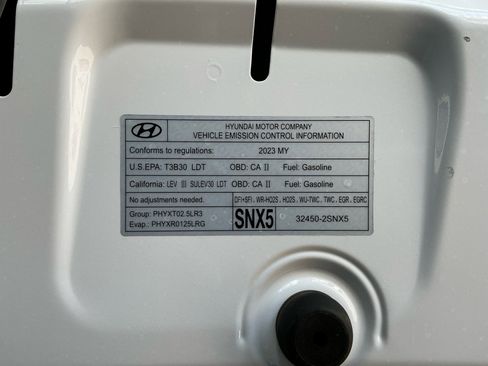 HYUNDAI MOTOR COMPANY
VEHICLE EMISSION CONTROL INFORMATION
Conforms to regulations: 2023 MY
U.S.EPA: T3B30 LDT OBD: CA II Fuel: Gasoline
California: LEV III SULEV30 LDT OBD: CA II Fuel: Gasoline
No adjustments needed. DFI+SFI, WR-HO2S, HO2S, WU-TWC, TWC, EGR, EGRC
Group: PHYXT02.5LR3
Evap.: PHYXR0125LRG
SNX5
32450-2SNX5